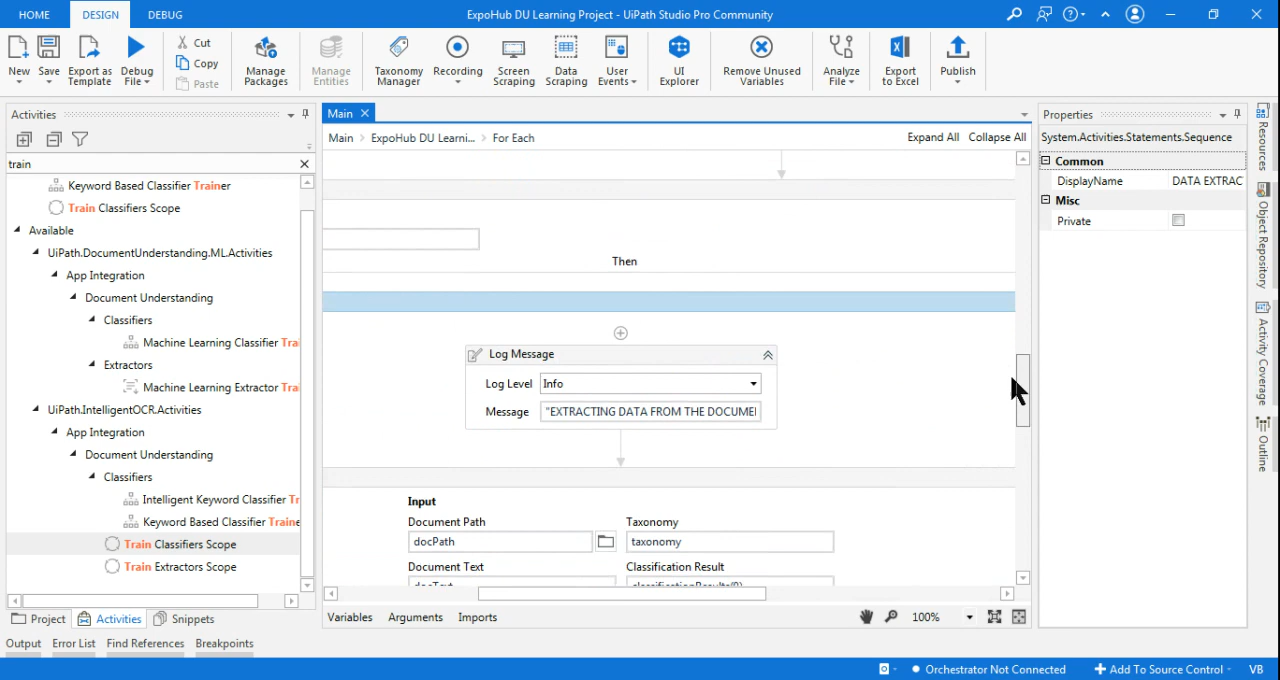 HOME DESIGN DEBUG ExpoHub DU Learning Project - UiPath Studio Pro Community
New Save Export as Template Debug File Cut Copy Paste Manage Packages Manage Entities Taxonomy Manager Recording Screen Scraping Data Scraping User Events UI Explorer Remove Unused Variables Analyze File Export to Excel Publish
Activities
train
Keyword Based Classifier Trainer
Train Classifiers Scope
Available
UiPath.DocumentUnderstanding.ML.Activities
App Integration
Document Understanding
Classifiers
Machine Learning Classifier Trai
Extractors
Machine Learning Extractor Trai
UiPath.IntelligentOCR.Activities
App Integration
Document Understanding
Classifiers
Intelligent Keyword Classifier Tr
Keyword Based Classifier Traine
Train Classifiers Scope
Train Extractors Scope
Project Activities Snippets
Main
Main > ExpoHub DU Learni... > For Each Expand All Collapse All
Then
Log Message
Log Level Info
Message "EXTRACTING DATA FROM THE DOCUMEI
Input
Document Path Taxonomy
docPath taxonomy
Document Text Classification Result
docText classificationResults(0)
Variables Arguments Imports 100%
Properties
System.Activities.Statements.Sequence
Common
DisplayName DATA EXTRAC
Misc
Private
Resources
Object Repository
Activity Coverage
Outline
Output Error List Find References Breakpoints
Orchestrator Not Connected Add To Source Control VB